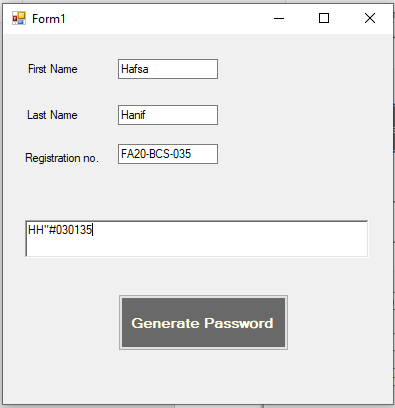 Form1
First Name Hafsa
Last Name Hanif
Registration no. FA20-BCS-035
HH"#030135
Generate Password